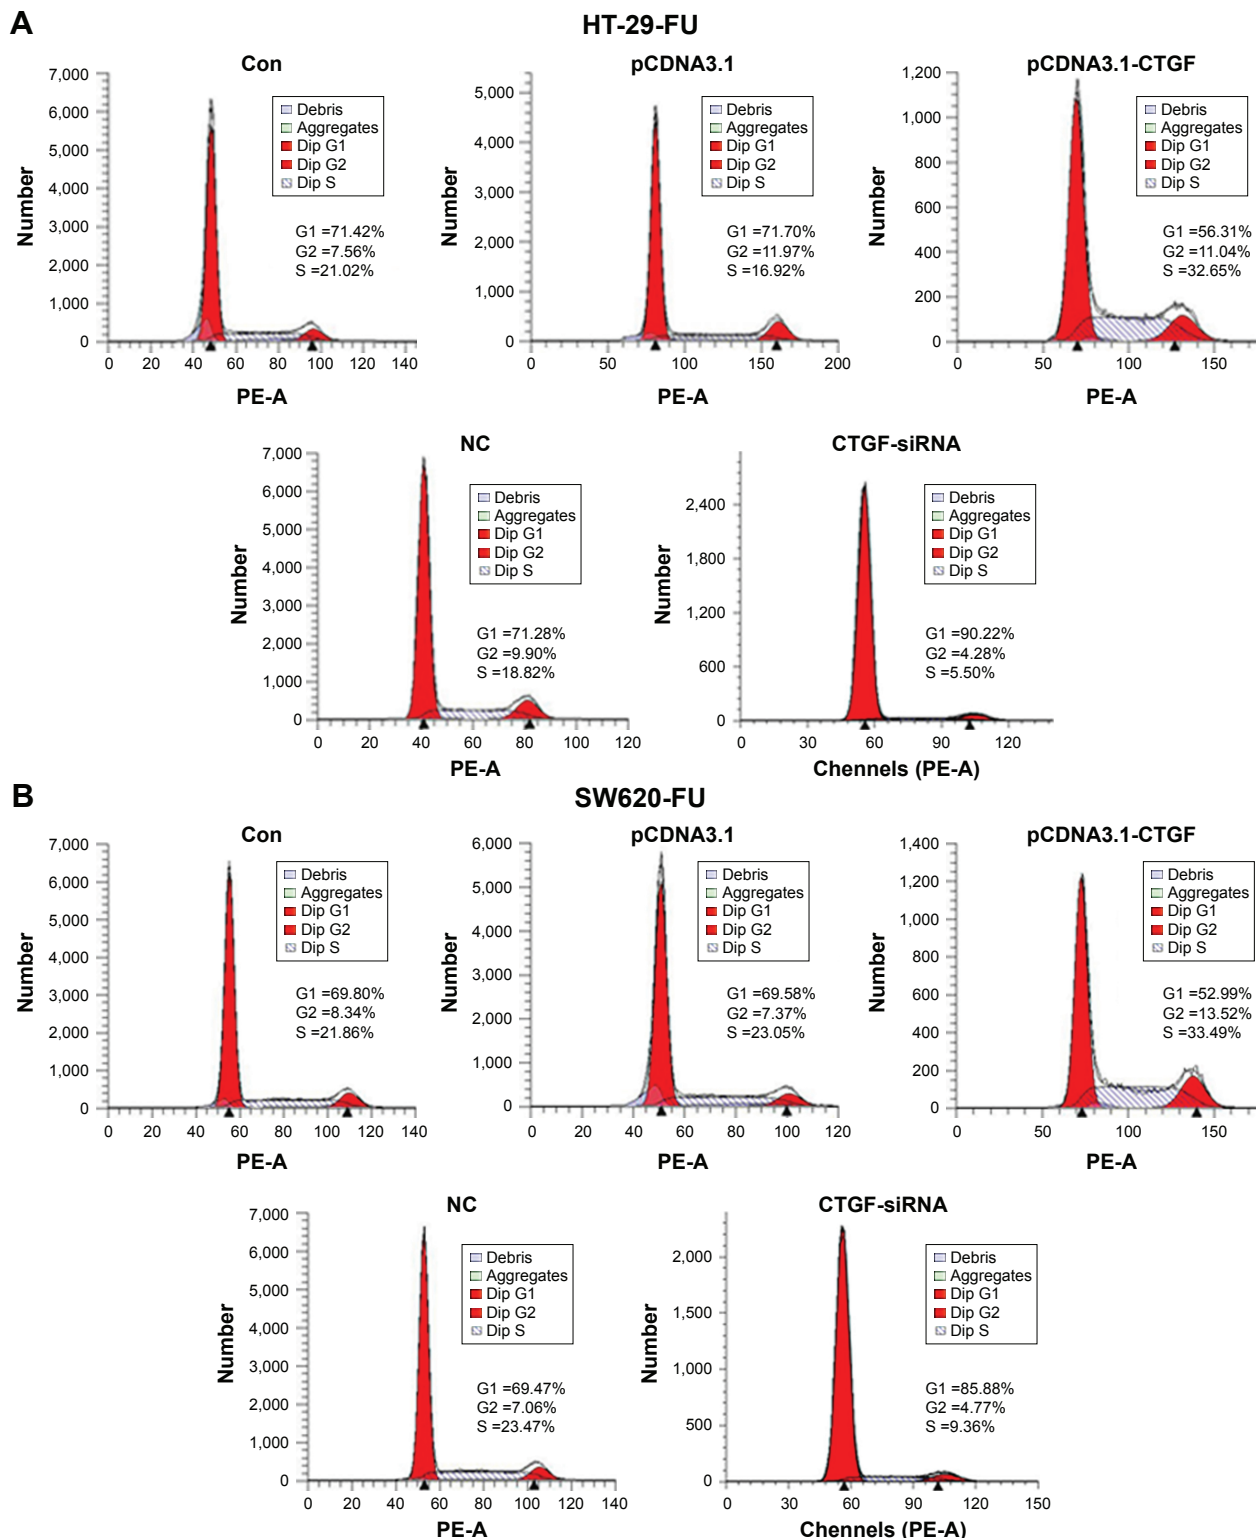 A
HT-29-FU
Con
7,000
6,000
5,000
4,000
3,000
2,000
1,000
0
Number
Debris
Aggregates
Dip G1
Dip G2
Dip S
G1 =71.42%
G2 =7.56%
S =21.02%
0 20 40 60 80 100 120 140
PE-A
pCDNA3.1
5,000
4,000
3,000
2,000
1,000
0
Number
Debris
Aggregates
Dip G1
Dip G2
Dip S
G1 =71.70%
G2 =11.97%
S =16.92%
0 50 100 150 200
PE-A
pCDNA3.1-CTGF
1,200
1,000
800
600
400
200
0
Number
Debris
Aggregates
Dip G1
Dip G2
Dip S
G1 =56.31%
G2 =11.04%
S =32.65%
0 50 100 150
PE-A
NC
7,000
6,000
5,000
4,000
3,000
2,000
1,000
0
Number
Debris
Aggregates
Dip G1
Dip G2
Dip S
G1 =71.28%
G2 =9.90%
S =18.82%
0 20 40 60 80 100 120
PE-A
CTGF-siRNA
2,400
1,800
1,200
600
0
Number
Debris
Aggregates
Dip G1
Dip G2
Dip S
G1 =90.22%
G2 =4.28%
S =5.50%
0 30 60 90 120
Chennels (PE-A)
B
SW620-FU
Con
7,000
6,000
5,000
4,000
3,000
2,000
1,000
0
Number
Debris
Aggregates
Dip G1
Dip G2
Dip S
G1 =69.80%
G2 =8.34%
S =21.86%
0 20 40 60 80 100 120 140
PE-A
pCDNA3.1
6,000
5,000
4,000
3,000
2,000
1,000
0
Number
Debris
Aggregates
Dip G1
Dip G2
Dip S
G1 =69.58%
G2 =7.37%
S =23.05%
0 20 40 60 80 100 120
PE-A
pCDNA3.1-CTGF
1,400
1,200
1,000
800
600
400
200
0
Number
Debris
Aggregates
Dip G1
Dip G2
Dip S
G1 =52.99%
G2 =13.52%
S =33.49%
0 50 100 150
PE-A
NC
7,000
6,000
5,000
4,000
3,000
2,000
1,000
0
Number
Debris
Aggregates
Dip G1
Dip G2
Dip S
G1 =69.47%
G2 =7.06%
S =23.47%
0 20 40 60 80 100 120 140
PE-A
CTGF-siRNA
2,000
1,500
1,000
500
0
Number
Debris
Aggregates
Dip G1
Dip G2
Dip S
G1 =85.88%
G2 =4.77%
S =9.36%
0 30 60 90 120 150
Chennels (PE-A)